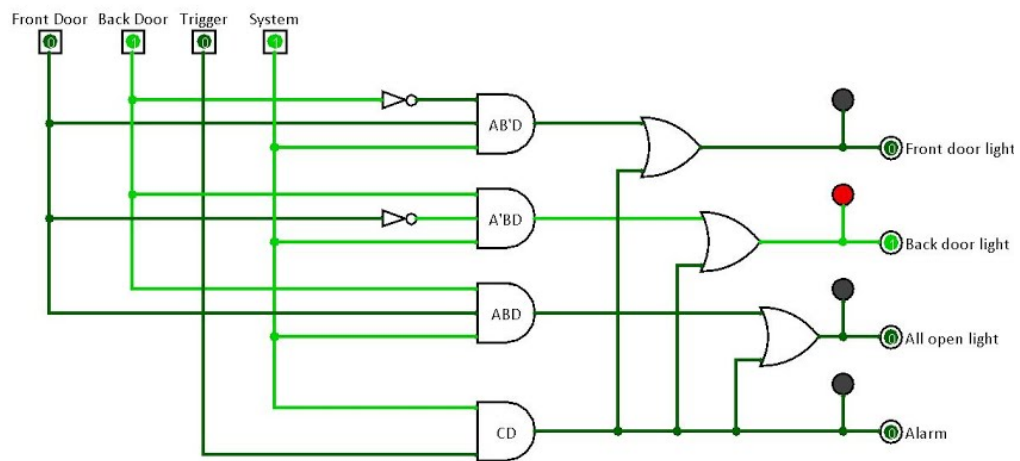 Front Door Back Door Trigger System
0 1 0 1
AB'D
0 Front door light
A'BD
1 Back door light
ABD
0 All open light
CD
0 Alarm